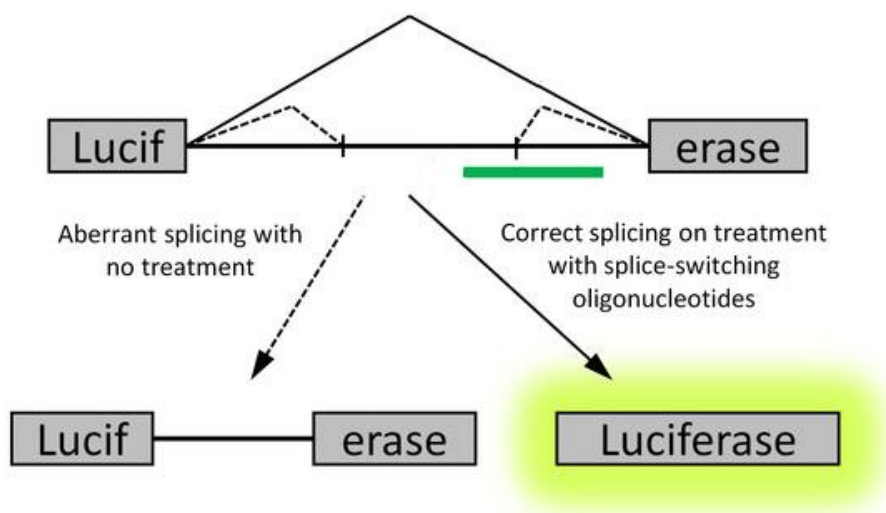 Lucif
erase
Aberrant splicing with
no treatment
Correct splicing on treatment
with splice-switching
oligonucleotides
Lucif
erase
Luciferase